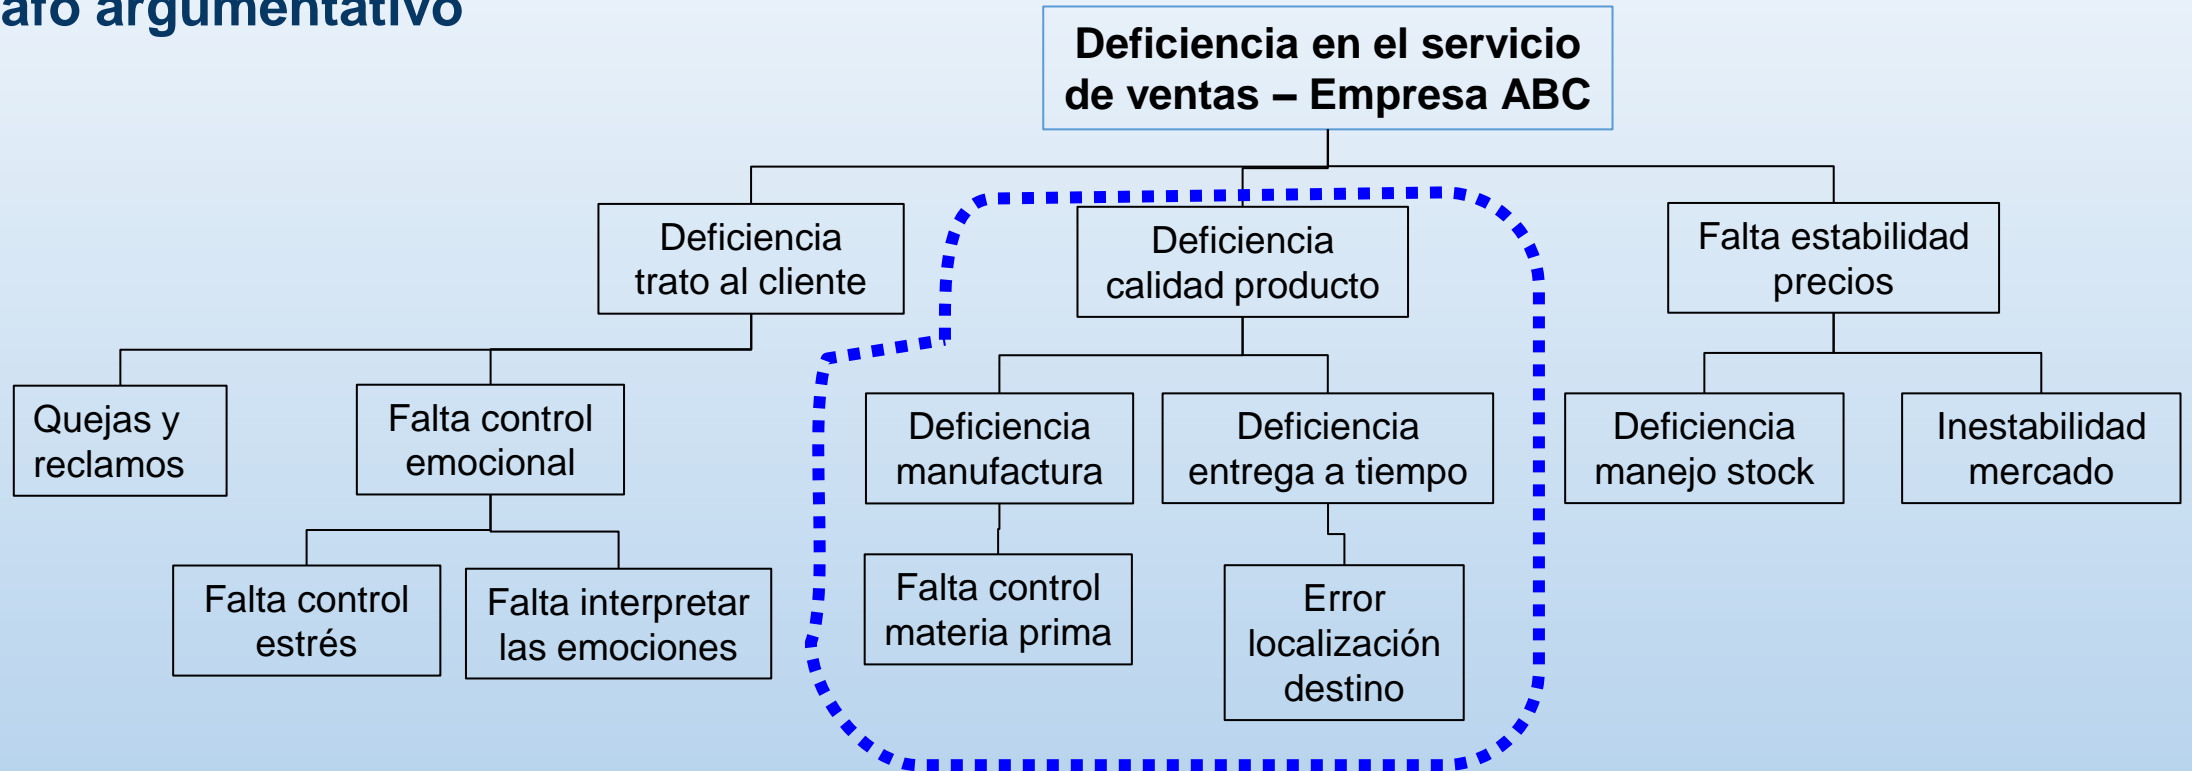 afo argumentativo
Deficiencia en el servicio
de ventas – Empresa ABC
Deficiencia
trato al cliente
Deficiencia
calidad producto
Falta estabilidad
precios
Quejas y
reclamos
Falta control
emocional
Deficiencia
manufactura
Deficiencia
entrega a tiempo
Deficiencia
manejo stock
Inestabilidad
mercado
Falta control
estrés
Falta interpretar
las emociones
Falta control
materia prima
Error
localización
destino